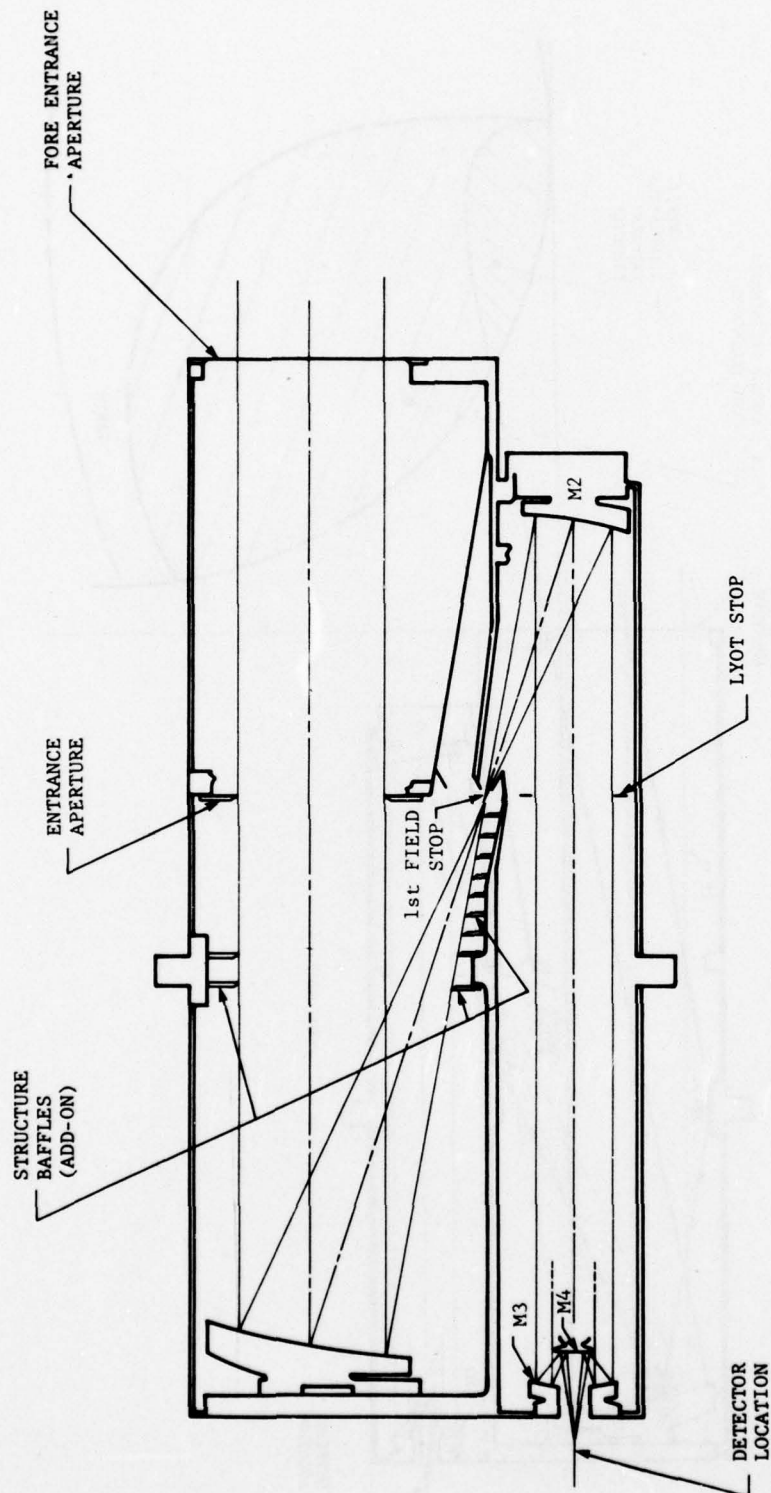 FORE ENTRANCE
APERTURE
ENTRANCE
APERTURE
STRUCTURE
BAFFLES
(ADD-ON)
1st FIELD
STOP
M2
LYOT STOP
M3
M4
DETECTOR
LOCATION